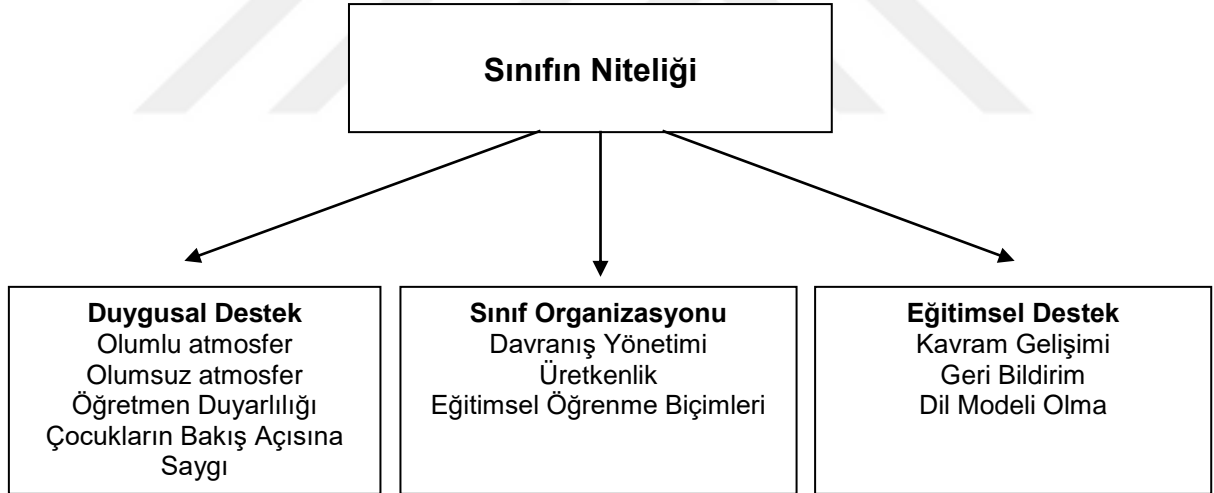 Sınıfın Niteliği
Duygusal Destek
Olumlu atmosfer
Olumsuz atmosfer
Öğretmen Duyarlılığı
Çocukların Bakış Açısına
Saygı
Sınıf Organizasyonu
Davranış Yönetimi
Üretkenlik
Eğitimsel Öğrenme Biçimleri
Eğitimsel Destek
Kavram Gelişimi
Geri Bildirim
Dil Modeli Olma